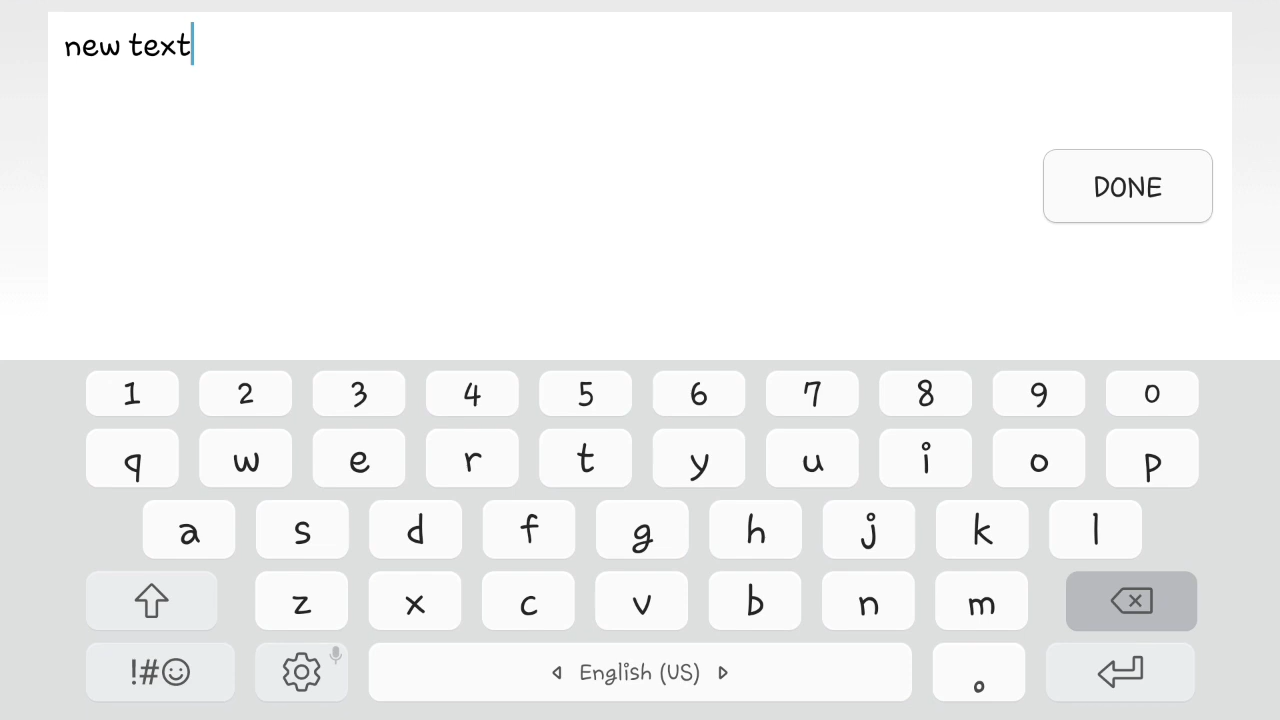 new text
DONE
1 2 3 4 5 6 7 8 9 0
q w e r t y u i o p
a s d f g h j k l
z x c v b n m
!#☺ English (US) .